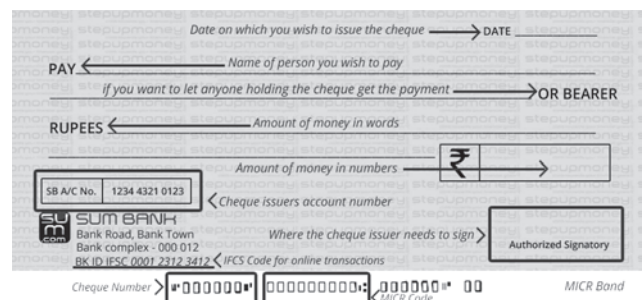 Date on which you wish to issue the cheque DATE
PAY Name of person you wish to pay
if you want to let anyone holding the cheque get the payment OR BEARER
RUPEES Amount of money in words
Amount of money in numbers ₹
SB A/C No. 1234 4321 0123
Cheque issuers account number
SUM
.com
SUM BANK
Bank Road, Bank Town
Bank complex - 000 012
BK ID IFSC 0001 2312 3412 IFCS Code for online transactions
Where the cheque issuer needs to sign
Authorized Signatory
Cheque Number ⑈000000⑈ 000000000⑆ 000000⑈ 00 MICR Band
MICR Code